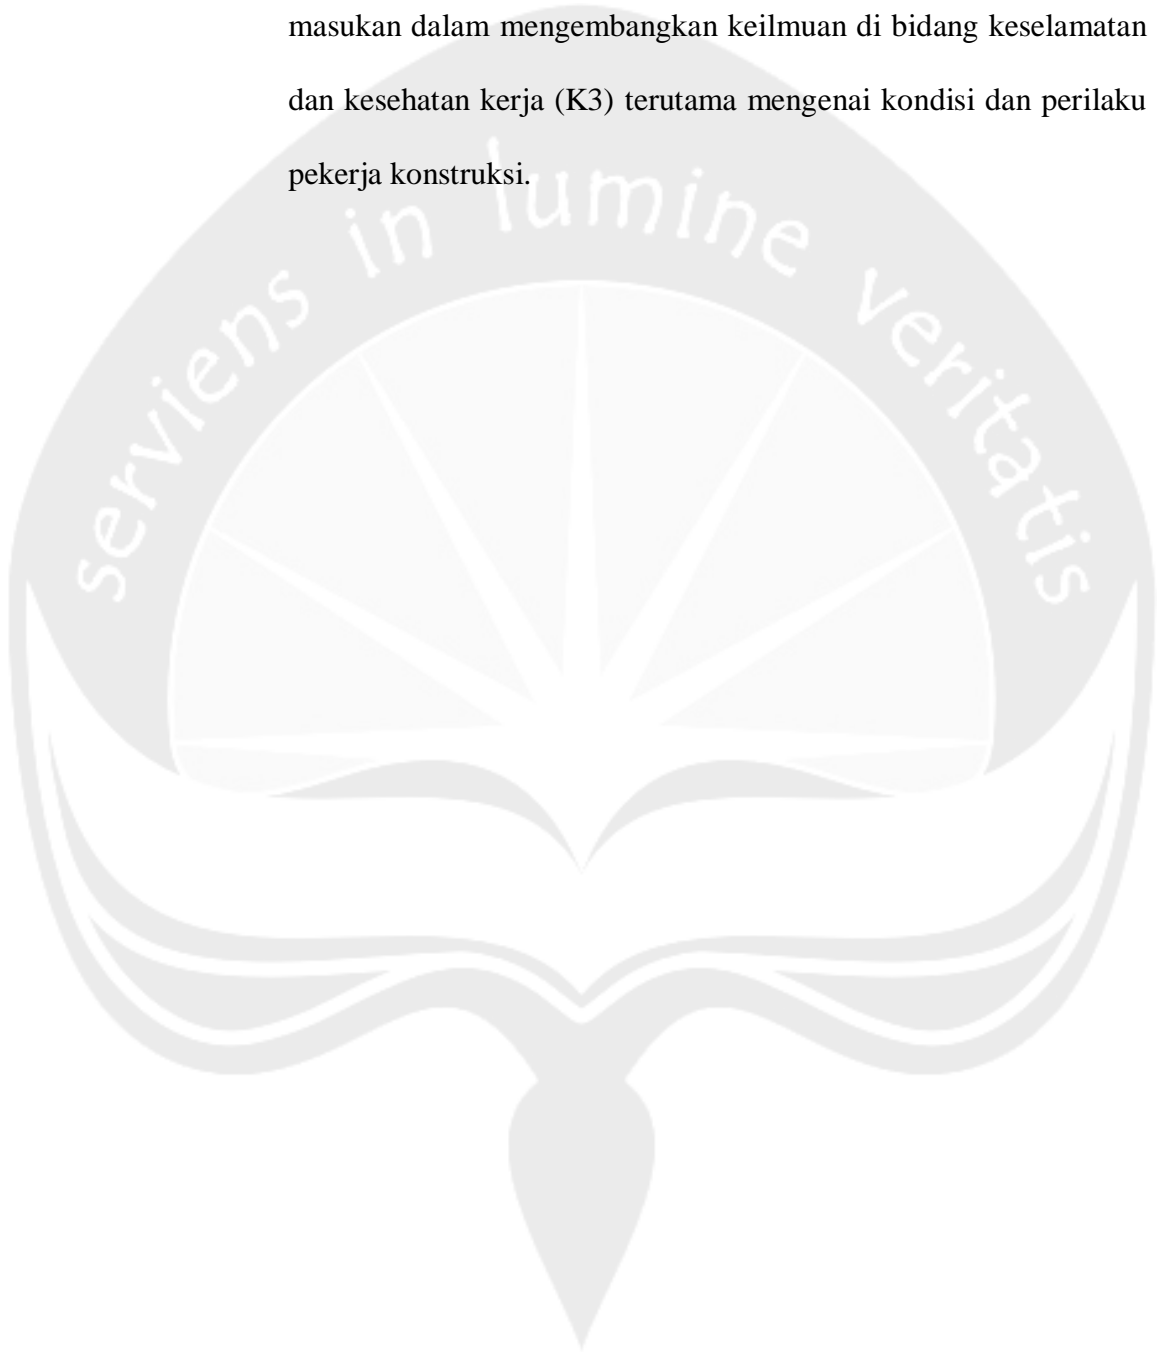 masukan dalam mengembangkan keilmuan di bidang keselamatan
dan kesehatan kerja (K3) terutama mengenai kondisi dan perilaku
pekerja konstruksi.
serviens in lumine veritatis